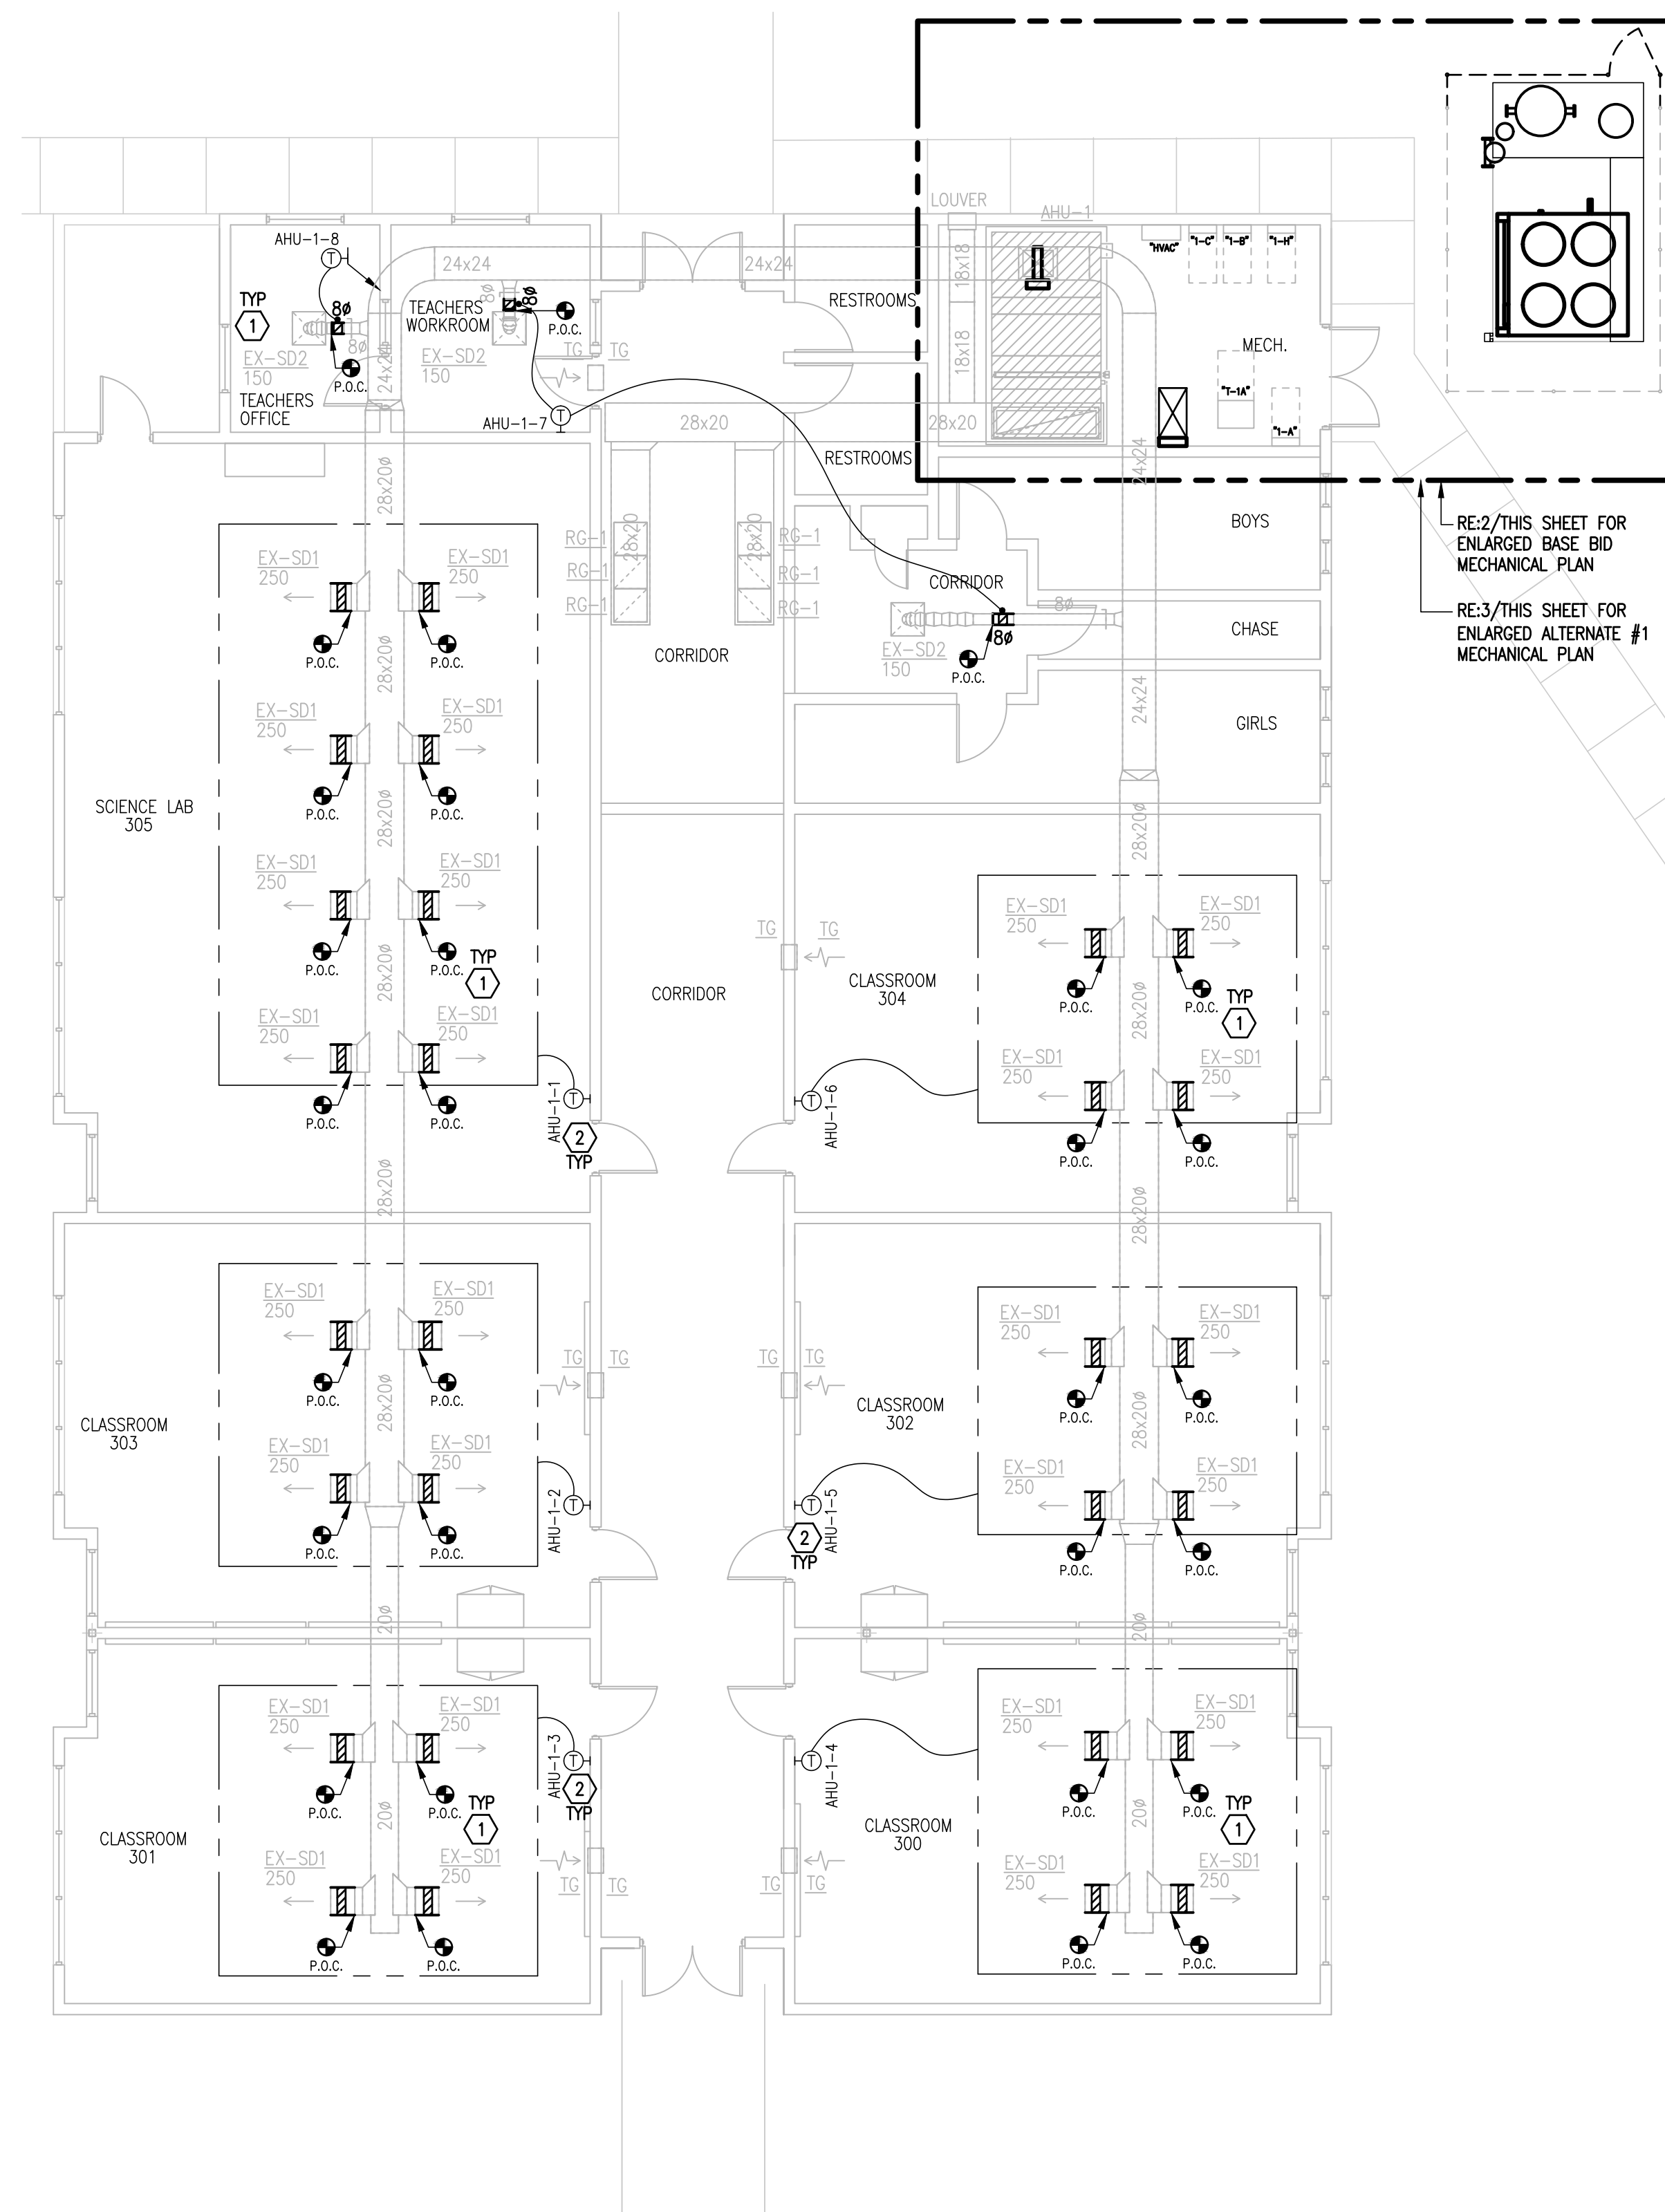 LOUVER
AHU-1
AHU-1-8
24x24
24x24
18x18
"HVAC"
"1-C"
"1-B"
"1-H"
TYP
1
8ø
8ø
EX-SD2
150
TEACHERS
OFFICE
P.O.C.
24x24
8ø
8ø
TEACHERS
WORKROOM
P.O.C.
EX-SD2
150
TG
TG
AHU-1-7
RESTROOMS
18x18
MECH.
"T-1A"
"1-A"
28x20
28x20
24x24
RESTROOMS
28x20ø
28x20
28x20
RG-1
RG-1
RG-1
RG-1
RG-1
RG-1
BOYS
RE:2/THIS SHEET FOR
ENLARGED BASE BID
MECHANICAL PLAN
RE:3/THIS SHEET FOR
ENLARGED ALTERNATE #1
MECHANICAL PLAN
CORRIDOR
8ø
8ø
EX-SD2
150
P.O.C.
CHASE
CORRIDOR
24x24
GIRLS
EX-SD1
250
EX-SD1
250
P.O.C.
P.O.C.
28x20ø
EX-SD1
250
EX-SD1
250
P.O.C.
P.O.C.
SCIENCE LAB
305
28x20ø
EX-SD1
250
EX-SD1
250
P.O.C.
P.O.C.
TYP
1
28x20ø
EX-SD1
250
EX-SD1
250
P.O.C.
P.O.C.
AHU-1-1
2
TYP
28x20ø
CORRIDOR
28x20ø
TG
TG
CLASSROOM
304
EX-SD1
250
EX-SD1
250
P.O.C.
P.O.C.
TYP
1
28x20ø
EX-SD1
250
EX-SD1
250
P.O.C.
P.O.C.
AHU-1-6
28x20ø
EX-SD1
250
EX-SD1
250
P.O.C.
P.O.C.
TG
TG
28x20ø
CLASSROOM
303
EX-SD1
250
EX-SD1
250
P.O.C.
P.O.C.
AHU-1-2
20ø
EX-SD1
250
EX-SD1
250
P.O.C.
P.O.C.
TG
TG
28x20ø
CLASSROOM
302
EX-SD1
250
EX-SD1
250
P.O.C.
P.O.C.
AHU-1-5
2
TYP
20ø
EX-SD1
250
EX-SD1
250
P.O.C.
P.O.C.
AHU-1-3
2
TYP
TYP
1
20ø
CLASSROOM
301
EX-SD1
250
EX-SD1
250
P.O.C.
P.O.C.
TG
TG
EX-SD1
250
EX-SD1
250
P.O.C.
P.O.C.
AHU-1-4
TYP
1
20ø
CLASSROOM
300
EX-SD1
250
EX-SD1
250
P.O.C.
P.O.C.
TG
TG
T
T
T
T
T
T
T
T